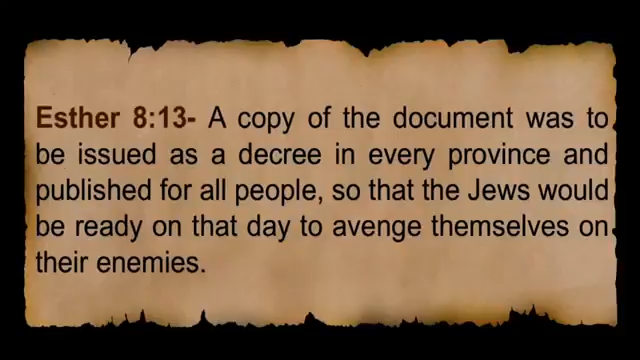 Esther 8:13- A copy of the document was to
be issued as a decree in every province and
published for all people, so that the Jews would
be ready on that day to avenge themselves on
their enemies.